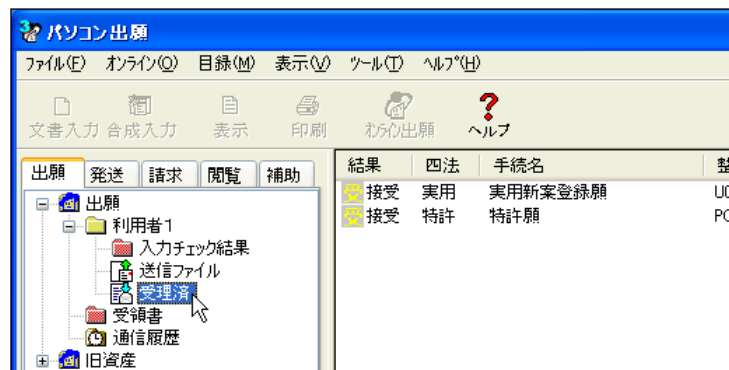 パソコン出願
ファイル(F) オンライン(O) 目録(M) 表示(V) ツール(T) ヘルプ(H)
文書入力 合成入力 表示 印刷 オンライン出願 ヘルプ
出願 発送 請求 閲覧 補助
結果 四法 手続名 整
受 接受 実用 実用新案登録願 UO
受 接受 特許 特許願 PO
出願
利用者1
入力チェック結果
送信ファイル
受理済
受領書
通信履歴
旧資産